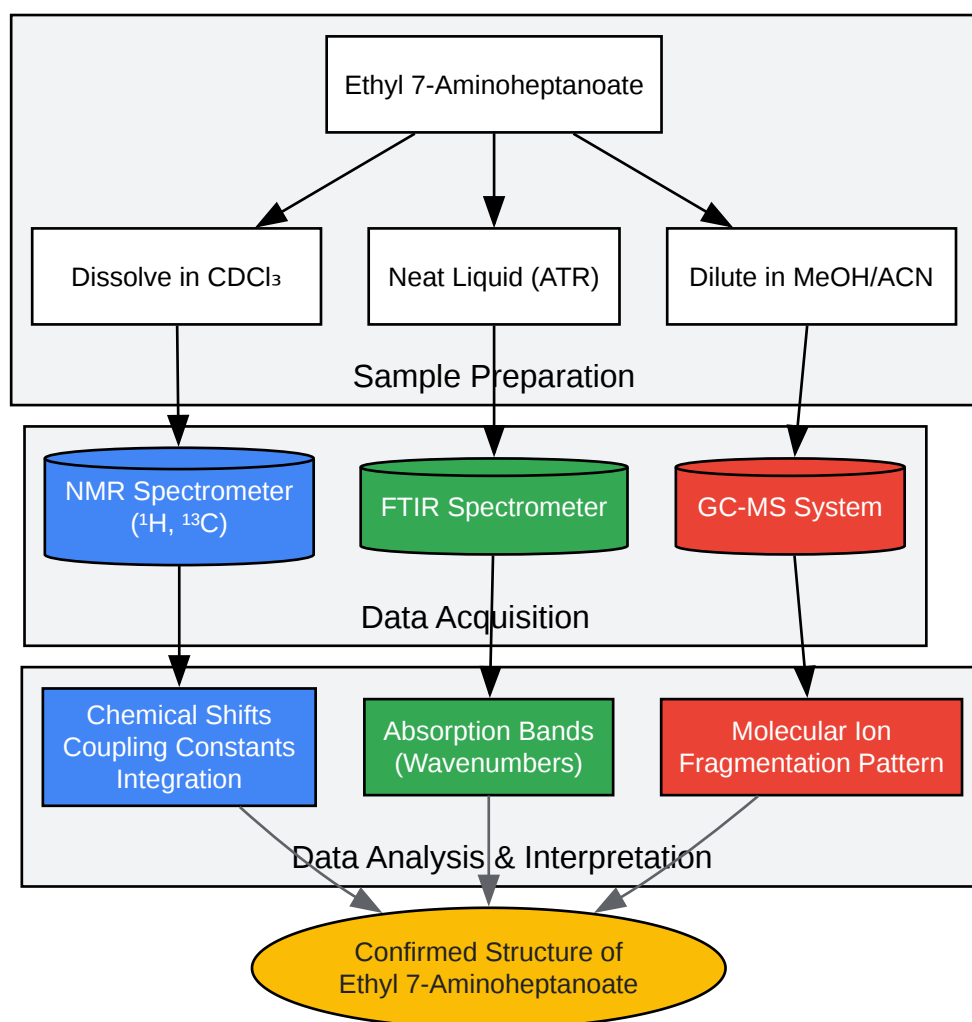 Ethyl 7-Aminoheptanoate
Dissolve in CDCl₃
Neat Liquid (ATR)
Dilute in MeOH/ACN
Sample Preparation
NMR Spectrometer
(¹H, ¹³C)
FTIR Spectrometer
GC-MS System
Data Acquisition
Chemical Shifts
Coupling Constants
Integration
Absorption Bands
(Wavenumbers)
Molecular Ion
Fragmentation Pattern
Data Analysis & Interpretation
Confirmed Structure of
Ethyl 7-Aminoheptanoate